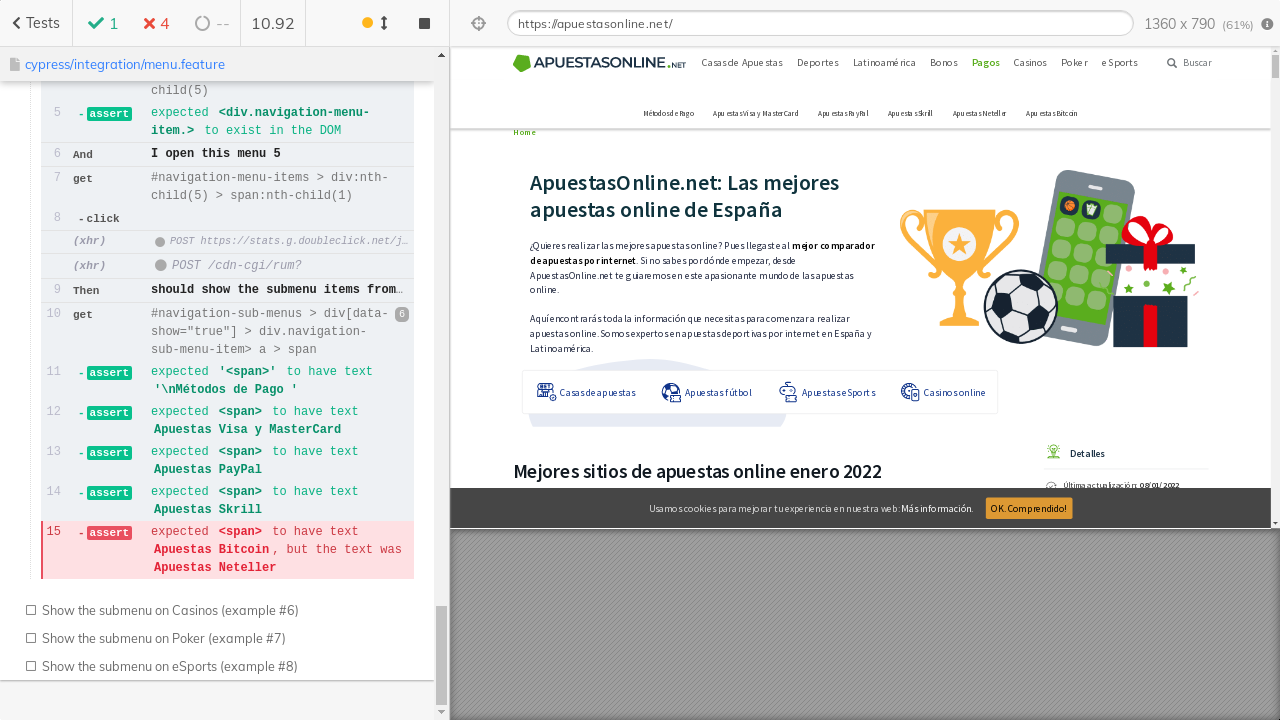 Tests
1
4
--
10.92
https://apuestasonline.net/
1360 x 790 (61%)
cypress/integration/menu.feature
child(5)
5 - assert expected <div.navigation-menu-
item.> to exist in the DOM
6 And I open this menu 5
7 get #navigation-menu-items > div:nth-
child(5) > span:nth-child(1)
8 - click
(xhr) POST https://stats.g.doubleclick.net/j…
(xhr) POST /cdn-cgi/rum?
9 Then should show the submenu items from…
10 get #navigation-sub-menus > div[data- 6
show="true"] > div.navigation-
sub-menu-item> a > span
11 - assert expected '<span>' to have text
'\nMétodos de Pago '
12 - assert expected <span> to have text
Apuestas Visa y MasterCard
13 - assert expected <span> to have text
Apuestas PayPal
14 - assert expected <span> to have text
Apuestas Skrill
15 - assert expected <span> to have text
Apuestas Bitcoin, but the text was
Apuestas Neteller
Show the submenu on Casinos (example #6)
Show the submenu on Poker (example #7)
Show the submenu on eSports (example #8)
APUESTASONLINE.NET
Casas de Apuestas Deportes Latinoamérica Bonos Pagos Casinos Poker eSports Buscar
Métodos de Pago Apuestas Visa y MasterCard Apuestas PayPal Apuestas Skrill Apuestas Neteller Apuestas Bitcoin
Home
ApuestasOnline.net: Las mejores
apuestas online de España
¿Quieres realizar las mejores apuestas online? Pues llegaste al mejor comparador
de apuestas por internet. Si no sabes por dónde empezar, desde
ApuestasOnline.net te guiaremos en este apasionante mundo de las apuestas
online.
Aquí encontrarás toda la información que necesitas para comenzar a realizar
apuestas online. Somos expertos en apuestas deportivas por internet en España y
Latinoamérica.
Casas de apuestas Apuestas fútbol Apuestas eSports Casinos online
Mejores sitios de apuestas online enero 2022
Detalles
Última actualización: 08/01/2022
Usamos cookies para mejorar tu experiencia en nuestra web: Más información. OK. Comprendido!